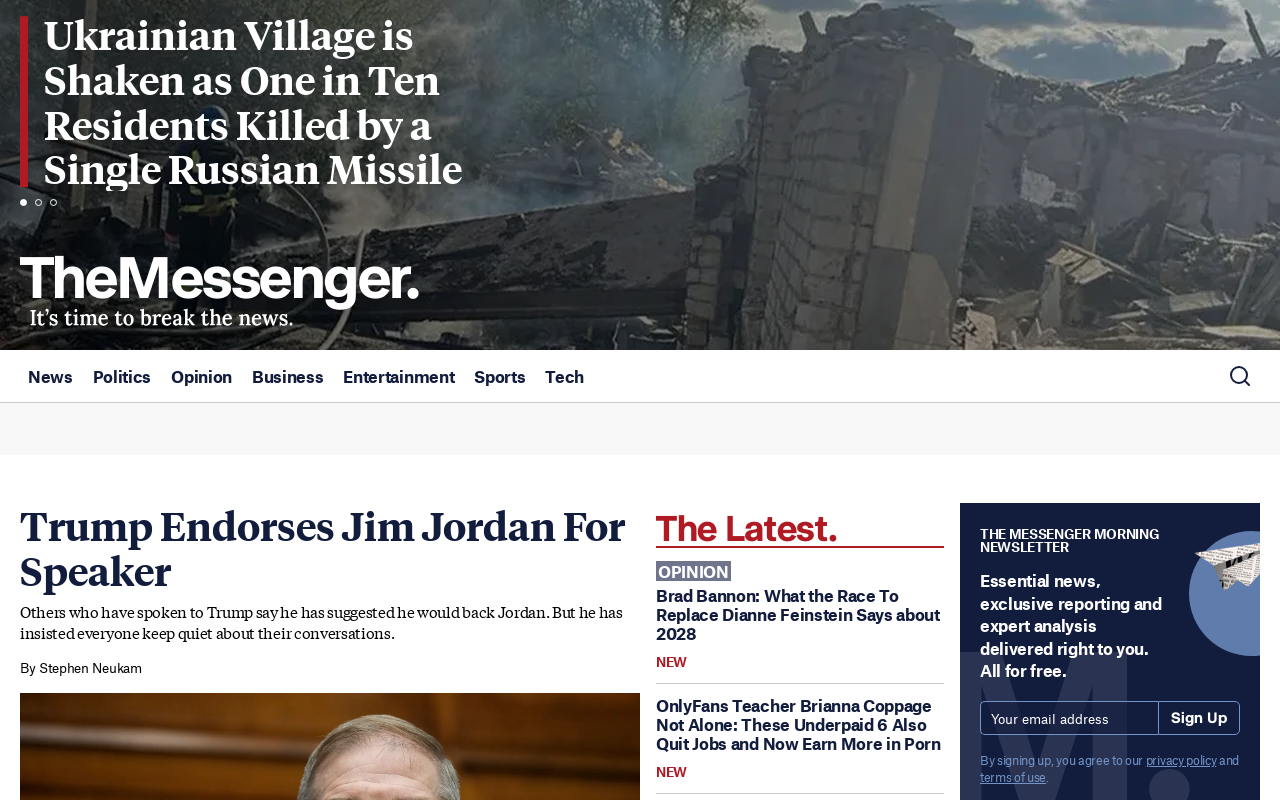 Ukrainian Village is
Shaken as One in Ten
Residents Killed by a
Single Russian Missile
TheMessenger.
It's time to break the news.
News Politics Opinion Business Entertainment Sports Tech
Trump Endorses Jim Jordan For
Speaker
Others who have spoken to Trump say he has suggested he would back Jordan. But he has
insisted everyone keep quiet about their conversations.
By Stephen Neukam
The Latest.
OPINION
Brad Bannon: What the Race To
Replace Dianne Feinstein Says about
2028
NEW
OnlyFans Teacher Brianna Coppage
Not Alone: These Underpaid 6 Also
Quit Jobs and Now Earn More in Porn
NEW
THE MESSENGER MORNING
NEWSLETTER
Essential news,
exclusive reporting and
expert analysis
delivered right to you.
All for free.
Your email address Sign Up
By signing up, you agree to our privacy policy and
terms of use.
M.